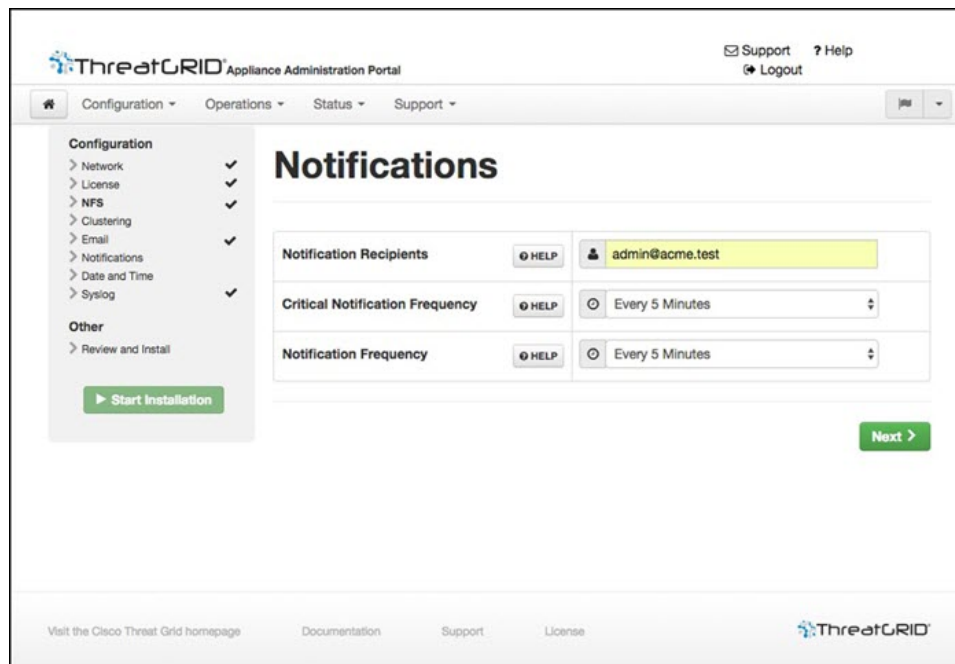 ThreatGRID® Appliance Administration Portal
Support ? Help
Logout
Configuration Operations Status Support
Configuration
Network
License
NFS
Clustering
Email
Notifications
Date and Time
Syslog
Other
Review and Install
Start Installation
Notifications
Notification Recipients HELP admin@acme.test
Critical Notification Frequency HELP Every 5 Minutes
Notification Frequency HELP Every 5 Minutes
Next
Visit the Cisco Threat Grid homepage Documentation Support License ThreatGRID®